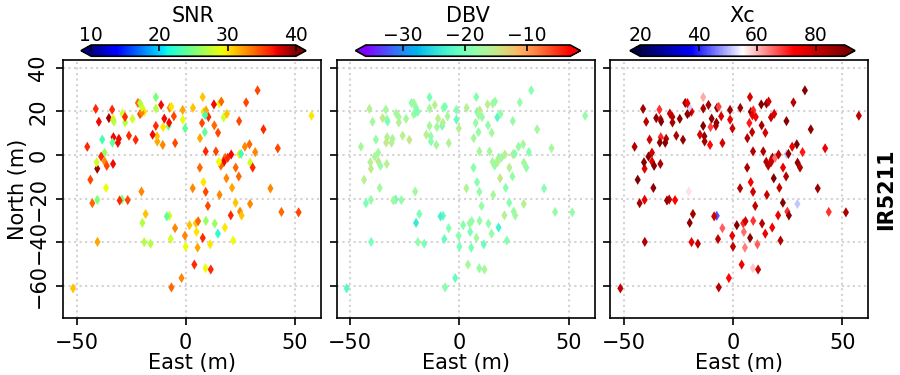 SNR DBV Xc
10 20 30 40 −30 −20 −10 20 40 60 80
40
20
0
−20
−40
−60
North (m)
−50 0 50 −50 0 50 −50 0 50
East (m) East (m) East (m)
IR5211